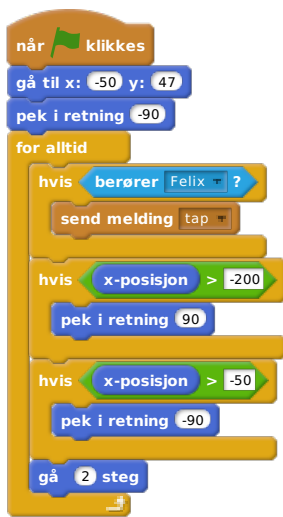 når klikkes
gå til x: -50 y: 47
pek i retning -90
for alltid
hvis berører Felix ?
send melding tap
hvis x-posisjon > -200
pek i retning 90
hvis x-posisjon > -50
pek i retning -90
gå 2 steg